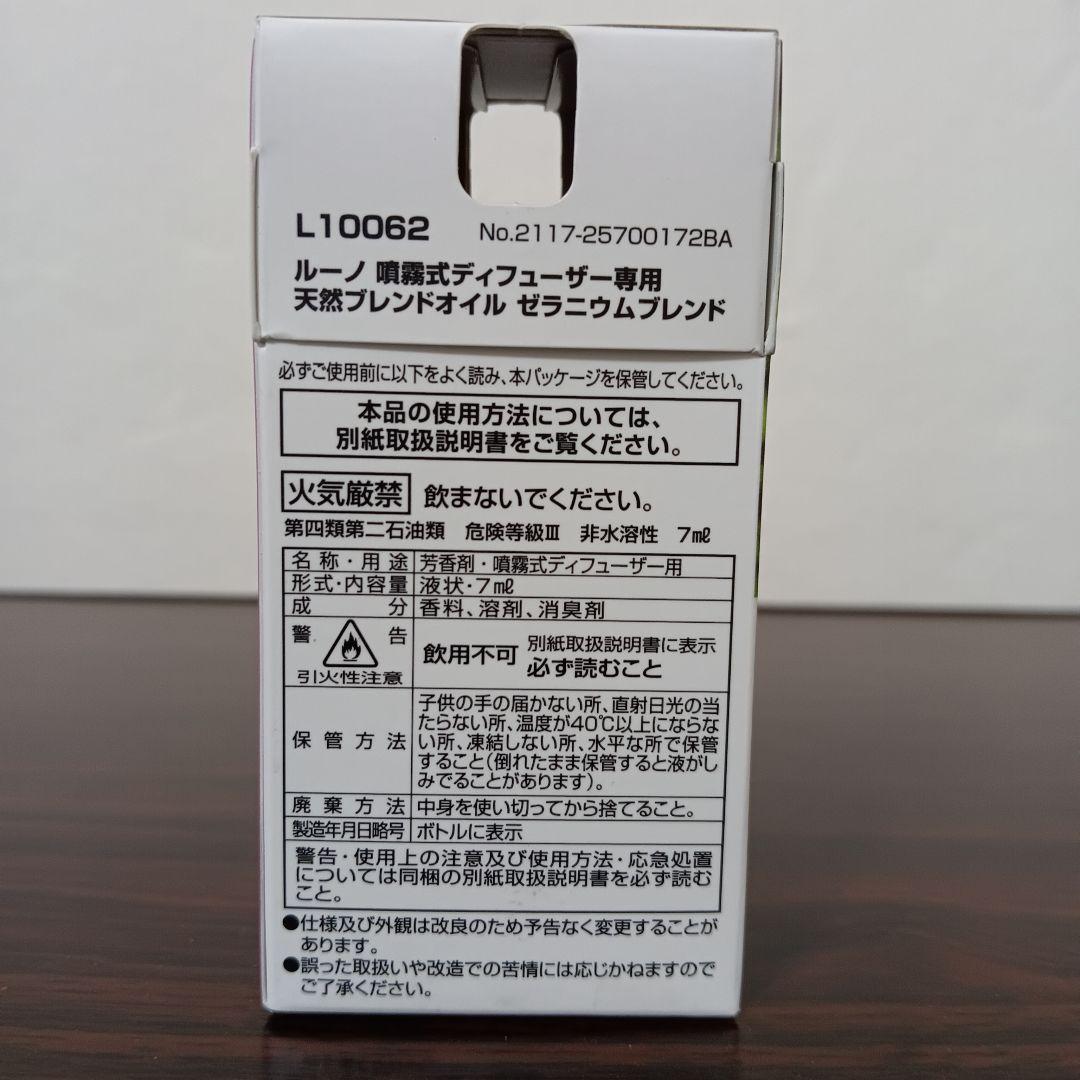 L10062 No.2117-25700172BA
ルーノ 噴霧式ディフューザー専用
天然ブレンドオイル ゼラニウムブレンド
必ずご使用前に以下をよく読み、本パッケージを保管してください。
本品の使用方法については、
別紙取扱説明書をご覧ください。
火気厳禁 飲まないでください。
第四類第二石油類 危険等級Ⅲ 非水溶性 7㎖
名称・用途 芳香剤・噴霧式ディフューザー用
形式・内容量 液状・7㎖
成分 香料、溶剤、消臭剤
警告 飲用不可 別紙取扱説明書に表示
必ず読むこと
引火性注意
保管方法 子供の手の届かない所、直射日光の当
たらない所、温度が40℃以上にならな
い所、凍結しない所、水平な所で保管
すること(倒れたまま保管すると液がし
みでることがあります)。
廃棄方法 中身を使い切ってから捨てること。
製造年月日略号 ボトルに表示
警告・使用上の注意及び使用方法・応急処置
については同梱の別紙取扱説明書を必ず読む
こと。
●仕様及び外観は改良のため予告なく変更することが
あります。
●誤った取扱いや改造での苦情には応じかねますので
ご了承ください。